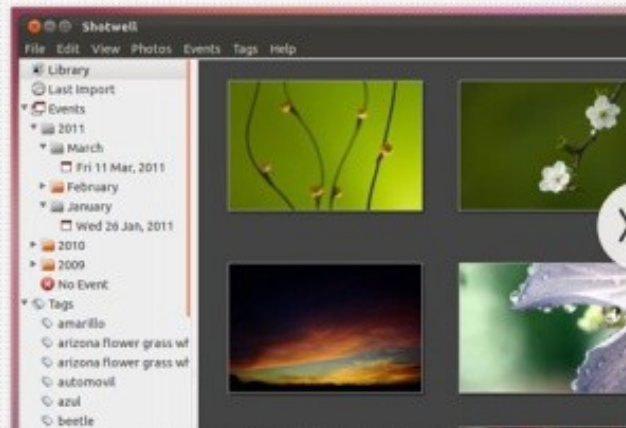 Shotwell
File Edit View Photos Events Tags Help
Library
Last Import
Events
2011
March
Fri 11 Mar, 2011
February
January
Wed 26 Jan, 2011
2010
2009
No Event
Tags
amarillo
arizona flower grass wh
arizona flower grass wh
automovil
azul
beetle